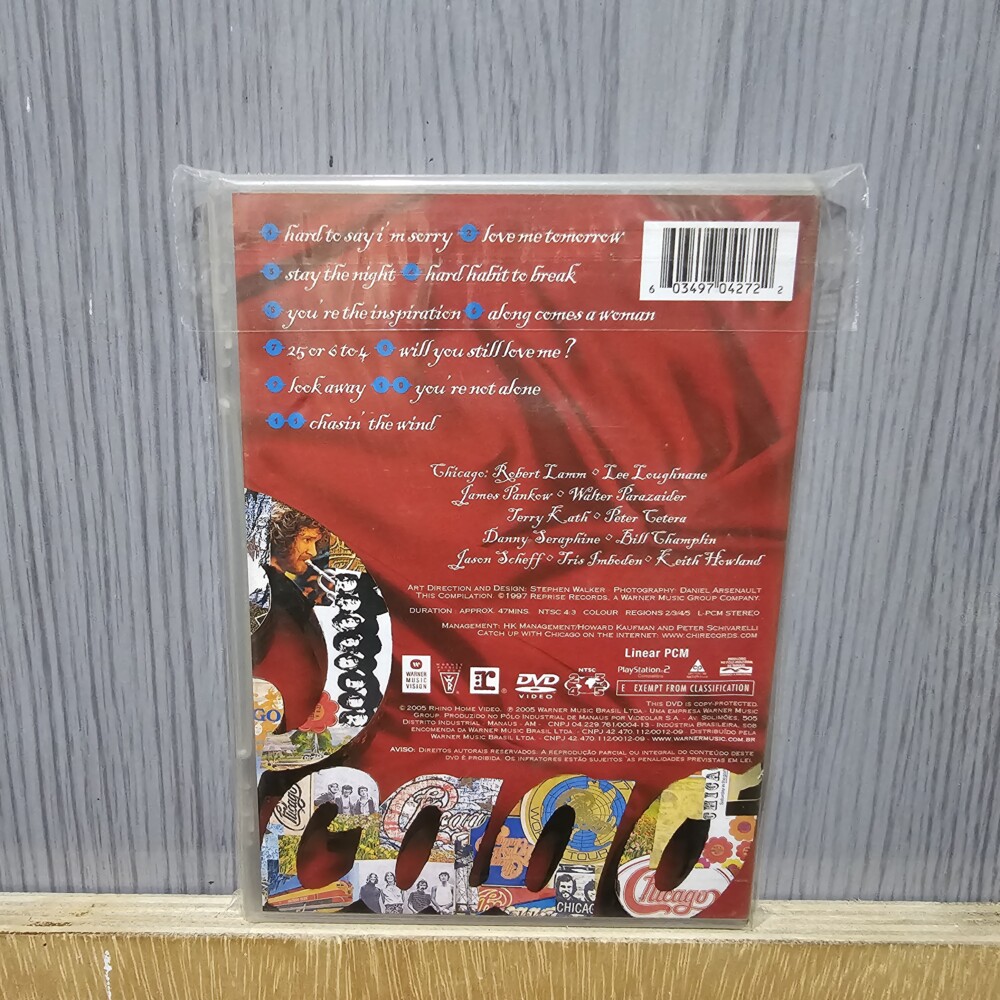 1 hard to say i'm sorry 2 love me tomorrow
3 stay the night 4 hard habit to break
5 you're the inspiration 6 along comes a woman
7 25 or 6 to 4 8 will you still love me?
9 look away 10 you're not alone
11 chasin' the wind
6 03497 04272 2
Chicago: Robert Lamm ◇ Lee Loughnane
James Pankow ◇ Walter Parazaider
Terry Kath ◇ Peter Cetera
Danny Seraphine ◇ Bill Champlin
Jason Scheff ◇ Tris Imboden ◇ Keith Howland
Art Direction and Design: Stephen Walker Photography: Daniel Arsenault
This Compilation ©1997 Reprise Records, A Warner Music Group Company.
Duration: Approx. 47mins. NTSC 4:3 Colour Regions 2/3/4/5 L-PCM Stereo
Management: HK Management/Howard Kaufman and Peter Schivarelli
Catch up with Chicago on the internet: www.chirecords.com
Linear PCM
PlayStation 2
WARNER MUSIC VISION
r
DVD VIDEO
NTSC
E EXEMPT FROM CLASSIFICATION
This DVD is copy-protected.
© 2005 Rhino Home Video. ℗ 2005 Warner Music Brasil Ltda - Uma empresa Warner Music
Group. Produzido no Pólo Industrial de Manaus por Videolar S.A. - Av. Solimões, 505
Distrito Industrial - Manaus - AM - CNPJ 04.229.761/0004-13 - Indústria Brasileira, sob
encomenda da Warner Music Brasil Ltda. - CNPJ 42.470.112/0012-09 - Distribuído pela
Warner Music Brasil Ltda. - CNPJ 42.470.112/0012-09 - www.warnermusic.com.br
AVISO: Direitos autorais reservados. A reprodução parcial ou integral do conteúdo deste
DVD é proibida. Os infratores estão sujeitos às penalidades previstas em lei.
GO
CHICA
Chicago
Chicago
CHICAG
Chicago